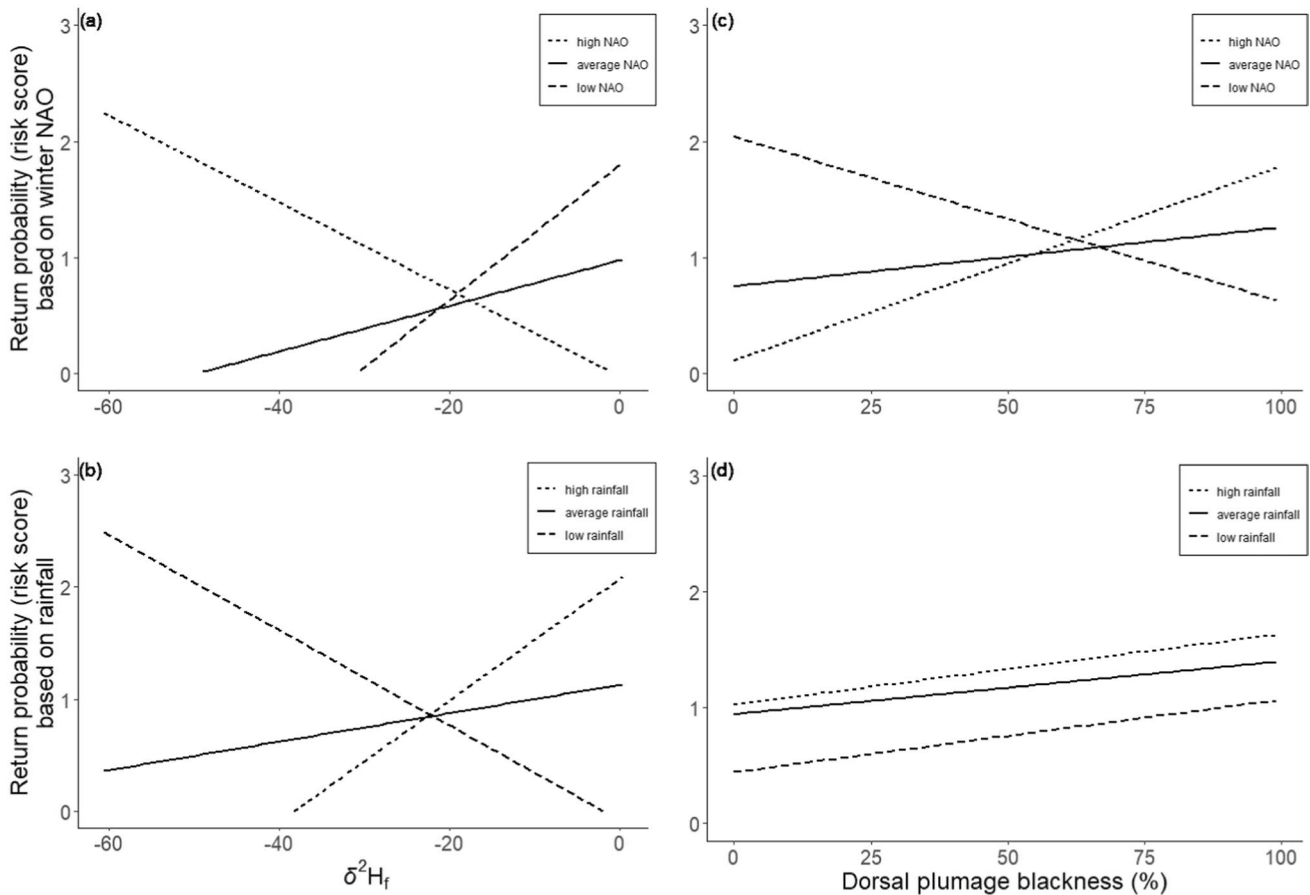 (a)
Return probability (risk score)
based on winter NAO
3
2
1
0
-60
-40
-20
0
high NAO
average NAO
low NAO
(c)
3
2
1
0
0
25
50
75
100
high NAO
average NAO
low NAO
(b)
Return probability (risk score)
based on rainfall
3
2
1
0
-60
-40
-20
0
δ²Hf
high rainfall
average rainfall
low rainfall
(d)
3
2
1
0
0
25
50
75
100
Dorsal plumage blackness (%)
high rainfall
average rainfall
low rainfall